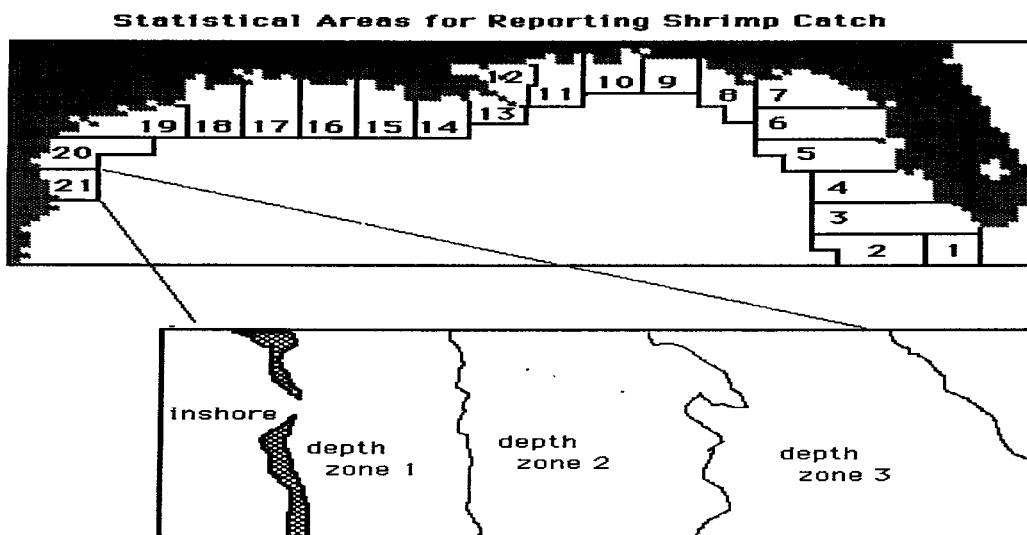 Statistical Areas for Reporting Shrimp Catch
12
10
9
11
8
7
13
19
18
17
16
15
14
6
20
5
21
4
3
2
1
inshore
depth
zone 1
depth
zone 2
depth
zone 3